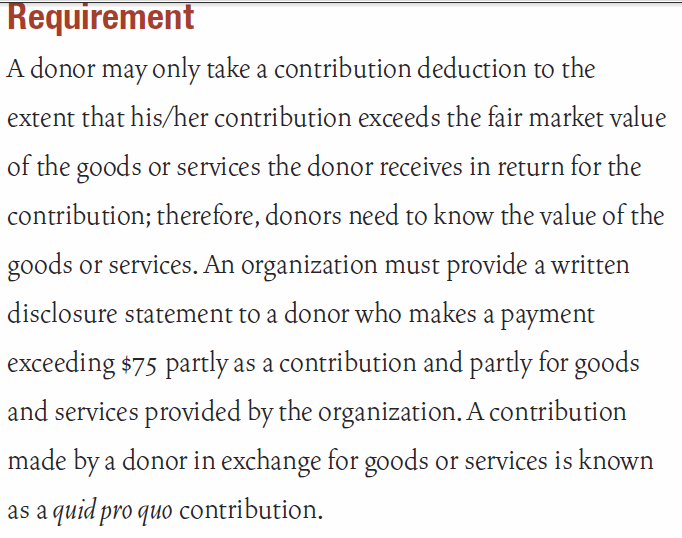 Requirement
A donor may only take a contribution deduction to the
extent that his/her contribution exceeds the fair market value
of the goods or services the donor receives in return for the
contribution; therefore, donors need to know the value of the
goods or services. An organization must provide a written
disclosure statement to a donor who makes a payment
exceeding $75 partly as a contribution and partly for goods
and services provided by the organization. A contribution
made by a donor in exchange for goods or services is known
as a quid pro quo contribution.